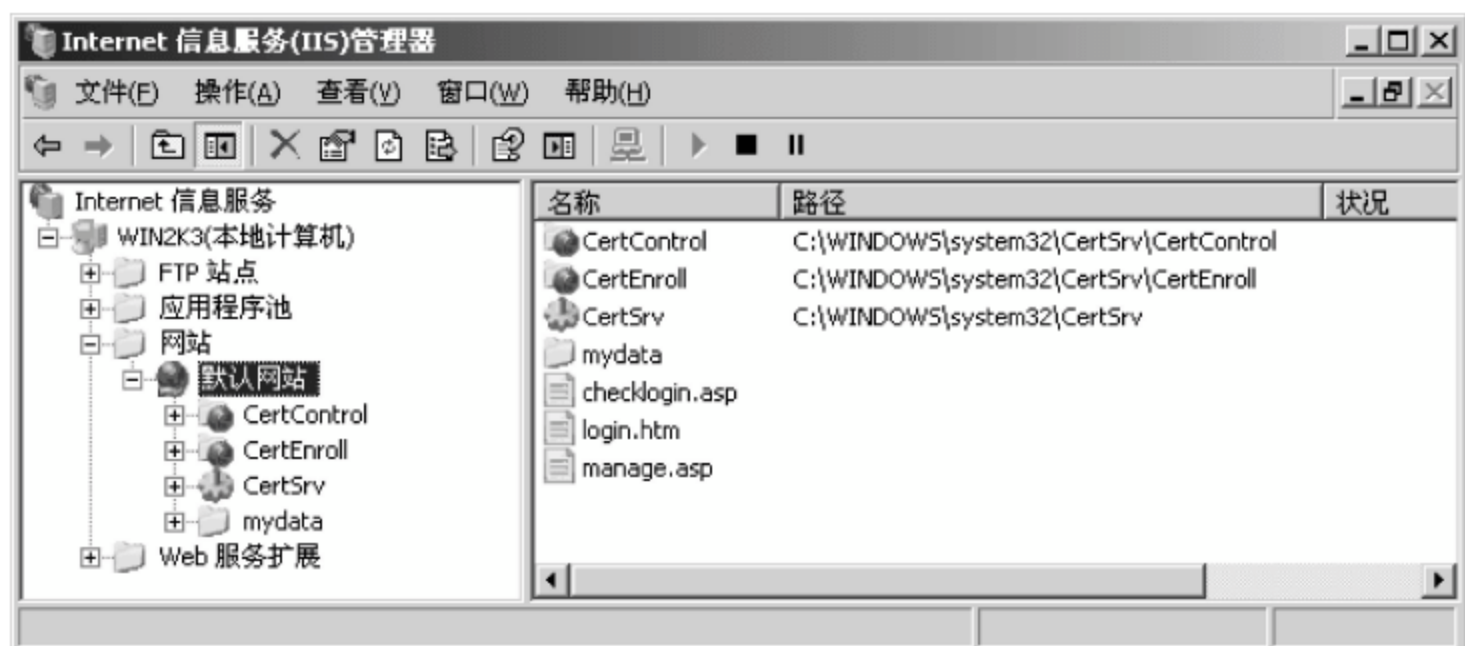 Internet 信息服务(IIS)管理器
文件(F) 操作(A) 查看(V) 窗口(W) 帮助(H)
Internet 信息服务
WIN2K3(本地计算机)
FTP 站点
应用程序池
网站
默认网站
CertControl
CertEnroll
CertSrv
mydata
Web 服务扩展
名称 路径 状况
CertControl C:\WINDOWS\system32\CertSrv\CertControl
CertEnroll C:\WINDOWS\system32\CertSrv\CertEnroll
CertSrv C:\WINDOWS\system32\CertSrv
mydata
checklogin.asp
login.htm
manage.asp